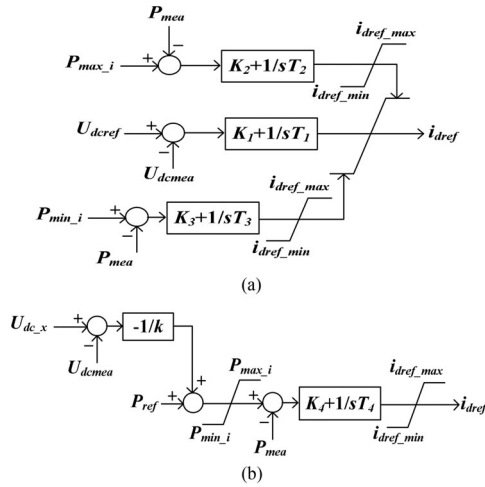 P_mea
P_max_i
+
−
K_2+1/sT_2
i_dref_max
i_dref_min
U_dcref
+
−
U_dcmea
K_1+1/sT_1
i_dref
P_min_i
+
−
P_mea
K_3+1/sT_3
i_dref_max
i_dref_min
(a)
U_dc_x
+
−
U_dcmea
-1/k
P_ref
+
+
P_max_i
P_min_i
+
−
P_mea
K_4+1/sT_4
i_dref_max
i_dref_min
i_dref
(b)